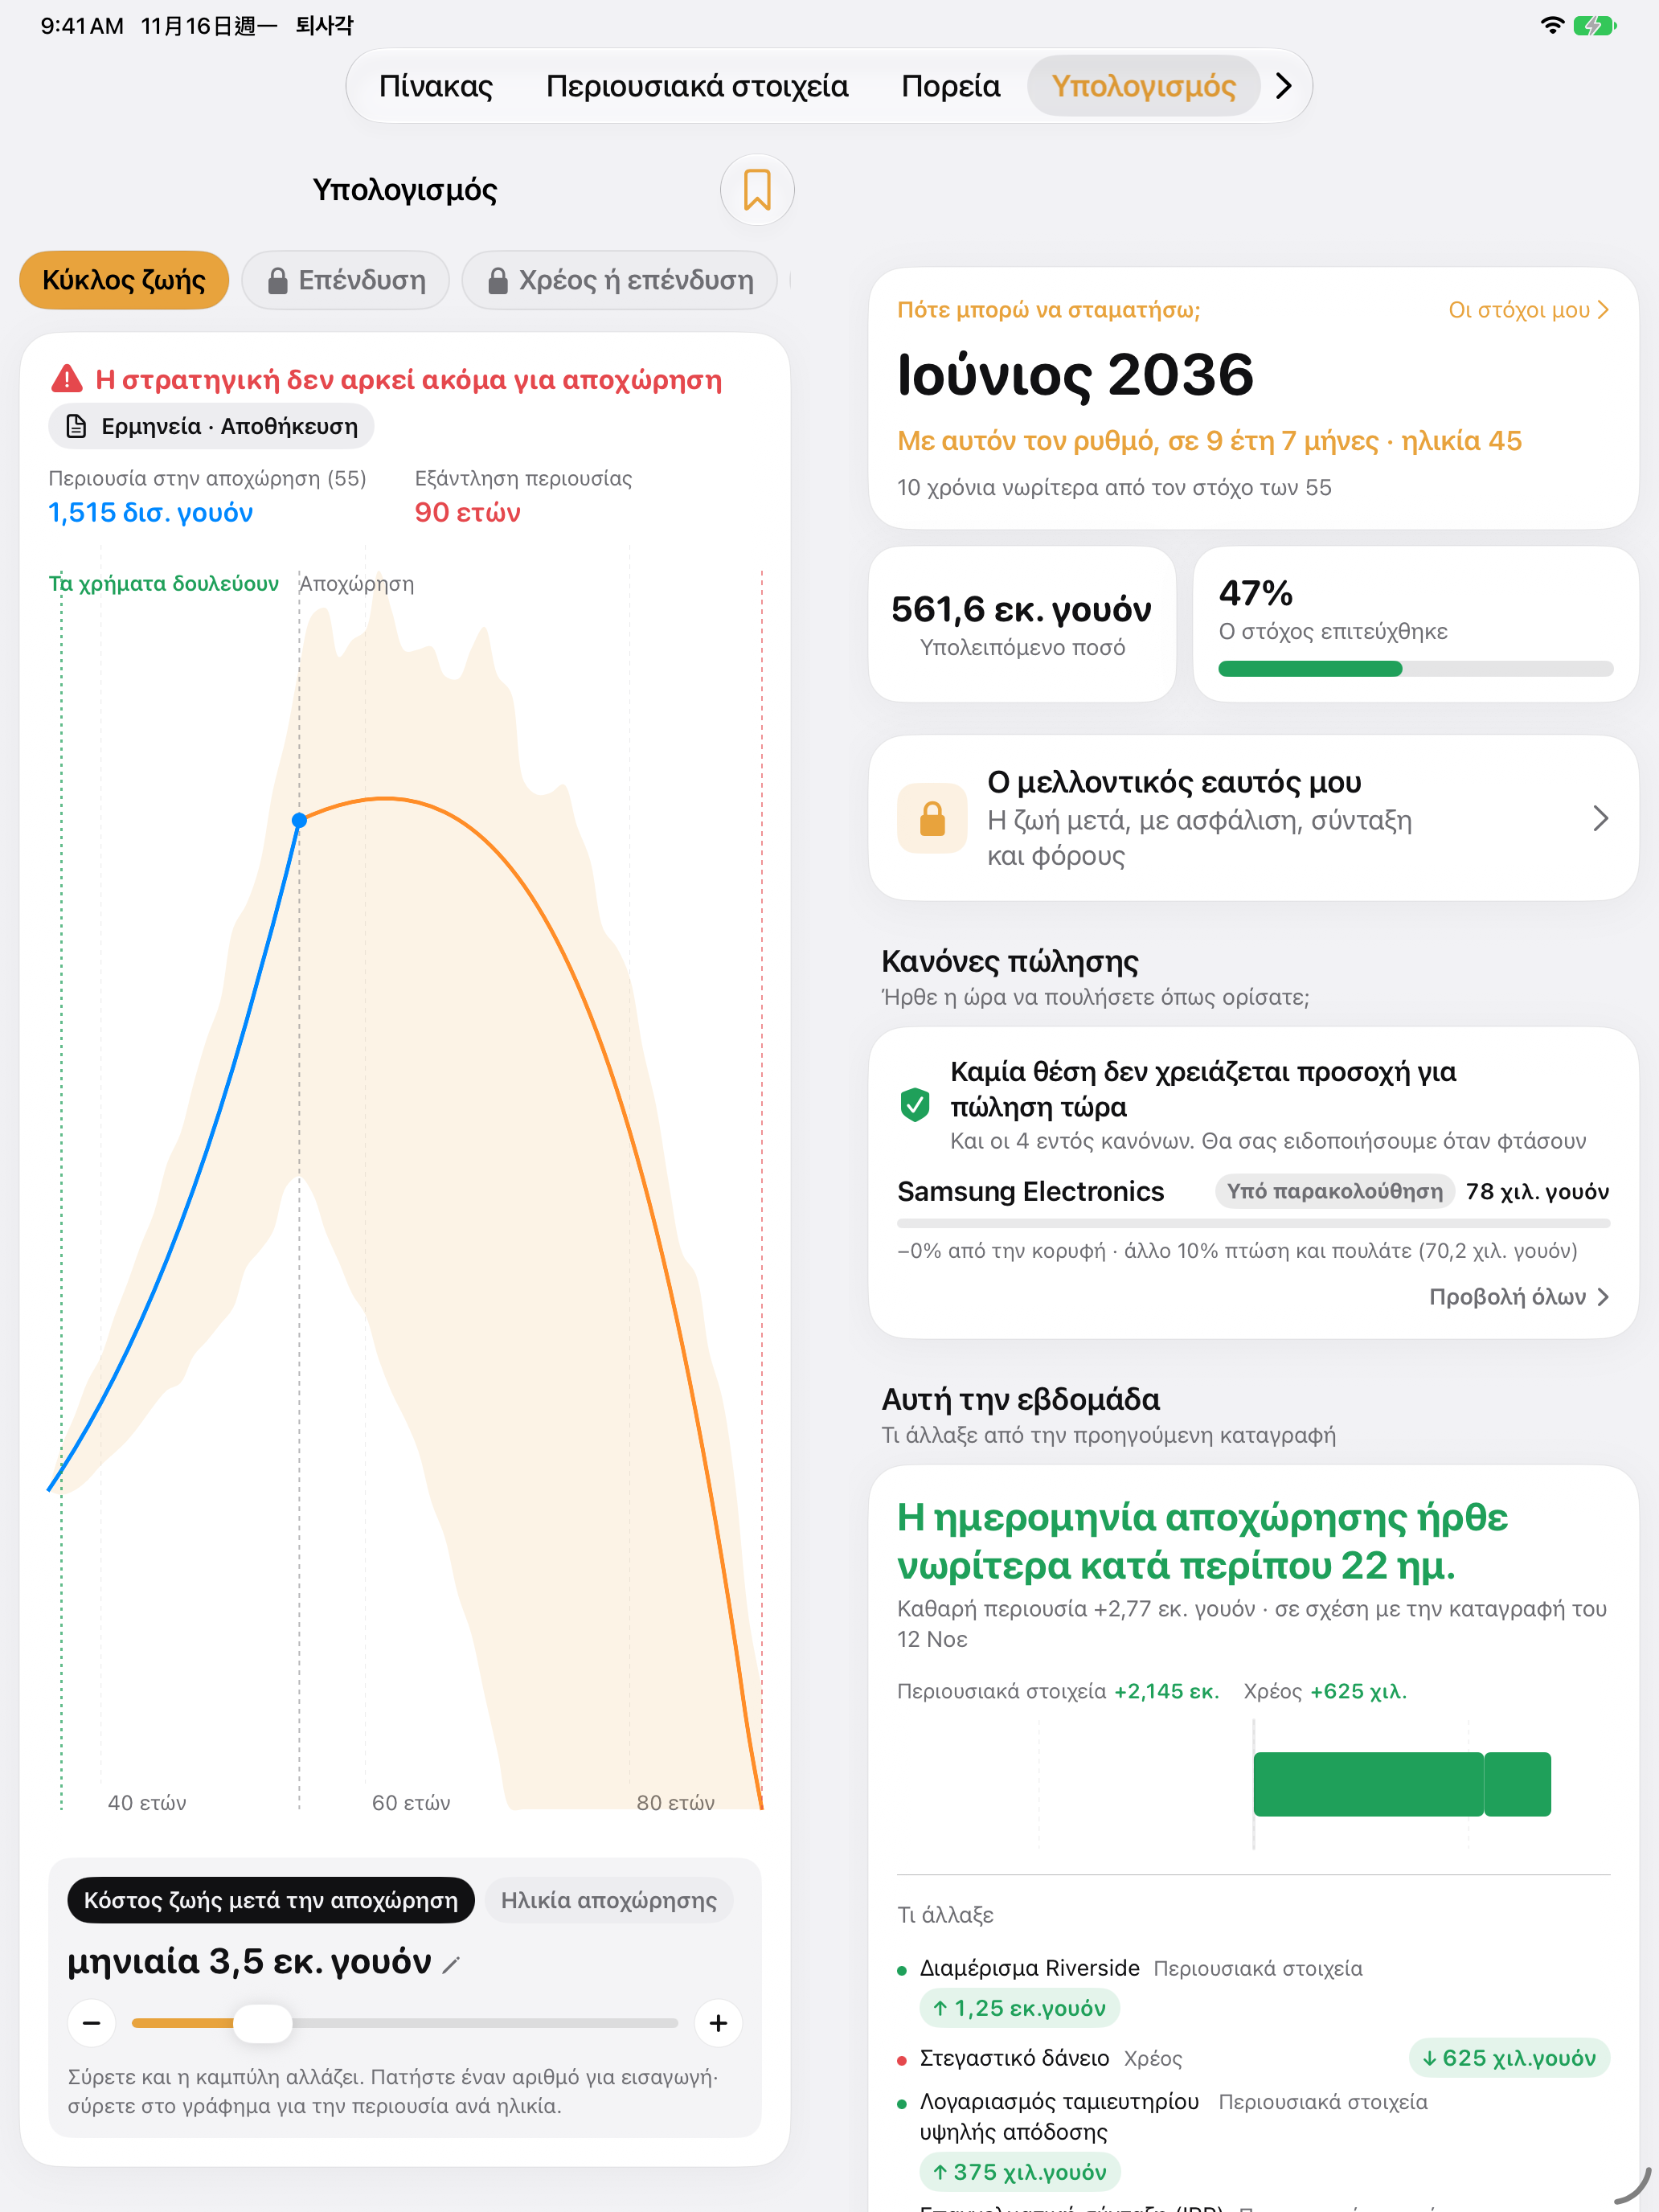 9:41 AM 11月16日週一 퇴사각
Πίνακας Περιουσιακά στοιχεία Πορεία Υπολογισμός
Υπολογισμός
Κύκλος ζωής Επένδυση Χρέος ή επένδυση
Η στρατηγική δεν αρκεί ακόμα για αποχώρηση
Ερμηνεία · Αποθήκευση
Περιουσία στην αποχώρηση (55) Εξάντληση περιουσίας
1,515 δισ. γουόν 90 ετών
Τα χρήματα δουλεύουν Αποχώρηση
40 ετών 60 ετών 80 ετών
Κόστος ζωής μετά την αποχώρηση Ηλικία αποχώρησης
μηνιαία 3,5 εκ. γουόν
Σύρετε και η καμπύλη αλλάζει. Πατήστε έναν αριθμό για εισαγωγή·
σύρετε στο γράφημα για την περιουσία ανά ηλικία.
Πότε μπορώ να σταματήσω; Οι στόχοι μου
Ιούνιος 2036
Με αυτόν τον ρυθμό, σε 9 έτη 7 μήνες · ηλικία 45
10 χρόνια νωρίτερα από τον στόχο των 55
561,6 εκ. γουόν
Υπολειπόμενο ποσό
47%
Ο στόχος επιτεύχθηκε
Ο μελλοντικός εαυτός μου
Η ζωή μετά, με ασφάλιση, σύνταξη
και φόρους
Κανόνες πώλησης
Ήρθε η ώρα να πουλήσετε όπως ορίσατε;
Καμία θέση δεν χρειάζεται προσοχή για
πώληση τώρα
Και οι 4 εντός κανόνων. Θα σας ειδοποιήσουμε όταν φτάσουν
Samsung Electronics Υπό παρακολούθηση 78 χιλ. γουόν
−0% από την κορυφή · άλλο 10% πτώση και πουλάτε (70,2 χιλ. γουόν)
Προβολή όλων
Αυτή την εβδομάδα
Τι άλλαξε από την προηγούμενη καταγραφή
Η ημερομηνία αποχώρησης ήρθε
νωρίτερα κατά περίπου 22 ημ.
Καθαρή περιουσία +2,77 εκ. γουόν · σε σχέση με την καταγραφή του
12 Νοε
Περιουσιακά στοιχεία +2,145 εκ. Χρέος +625 χιλ.
Τι άλλαξε
Διαμέρισμα Riverside Περιουσιακά στοιχεία
↑ 1,25 εκ.γουόν
Στεγαστικό δάνειο Χρέος ↓ 625 χιλ.γουόν
Λογαριασμός ταμιευτηρίου Περιουσιακά στοιχεία
υψηλής απόδοσης
↑ 375 χιλ.γουόν